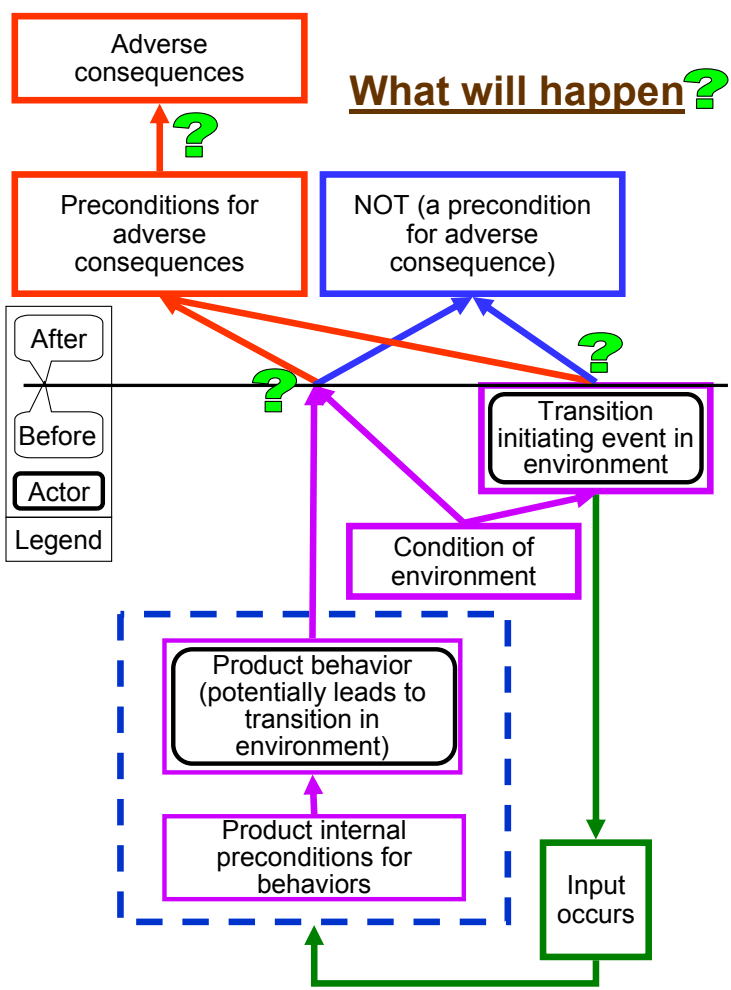 Adverse
consequences
What will happen?
?
Preconditions for
adverse
consequences
NOT (a precondition
for adverse
consequence)
After
Before
Actor
Legend
?
?
Transition
initiating event in
environment
Condition of
environment
Product behavior
(potentially leads to
transition in
environment)
Product internal
preconditions for
behaviors
Input
occurs